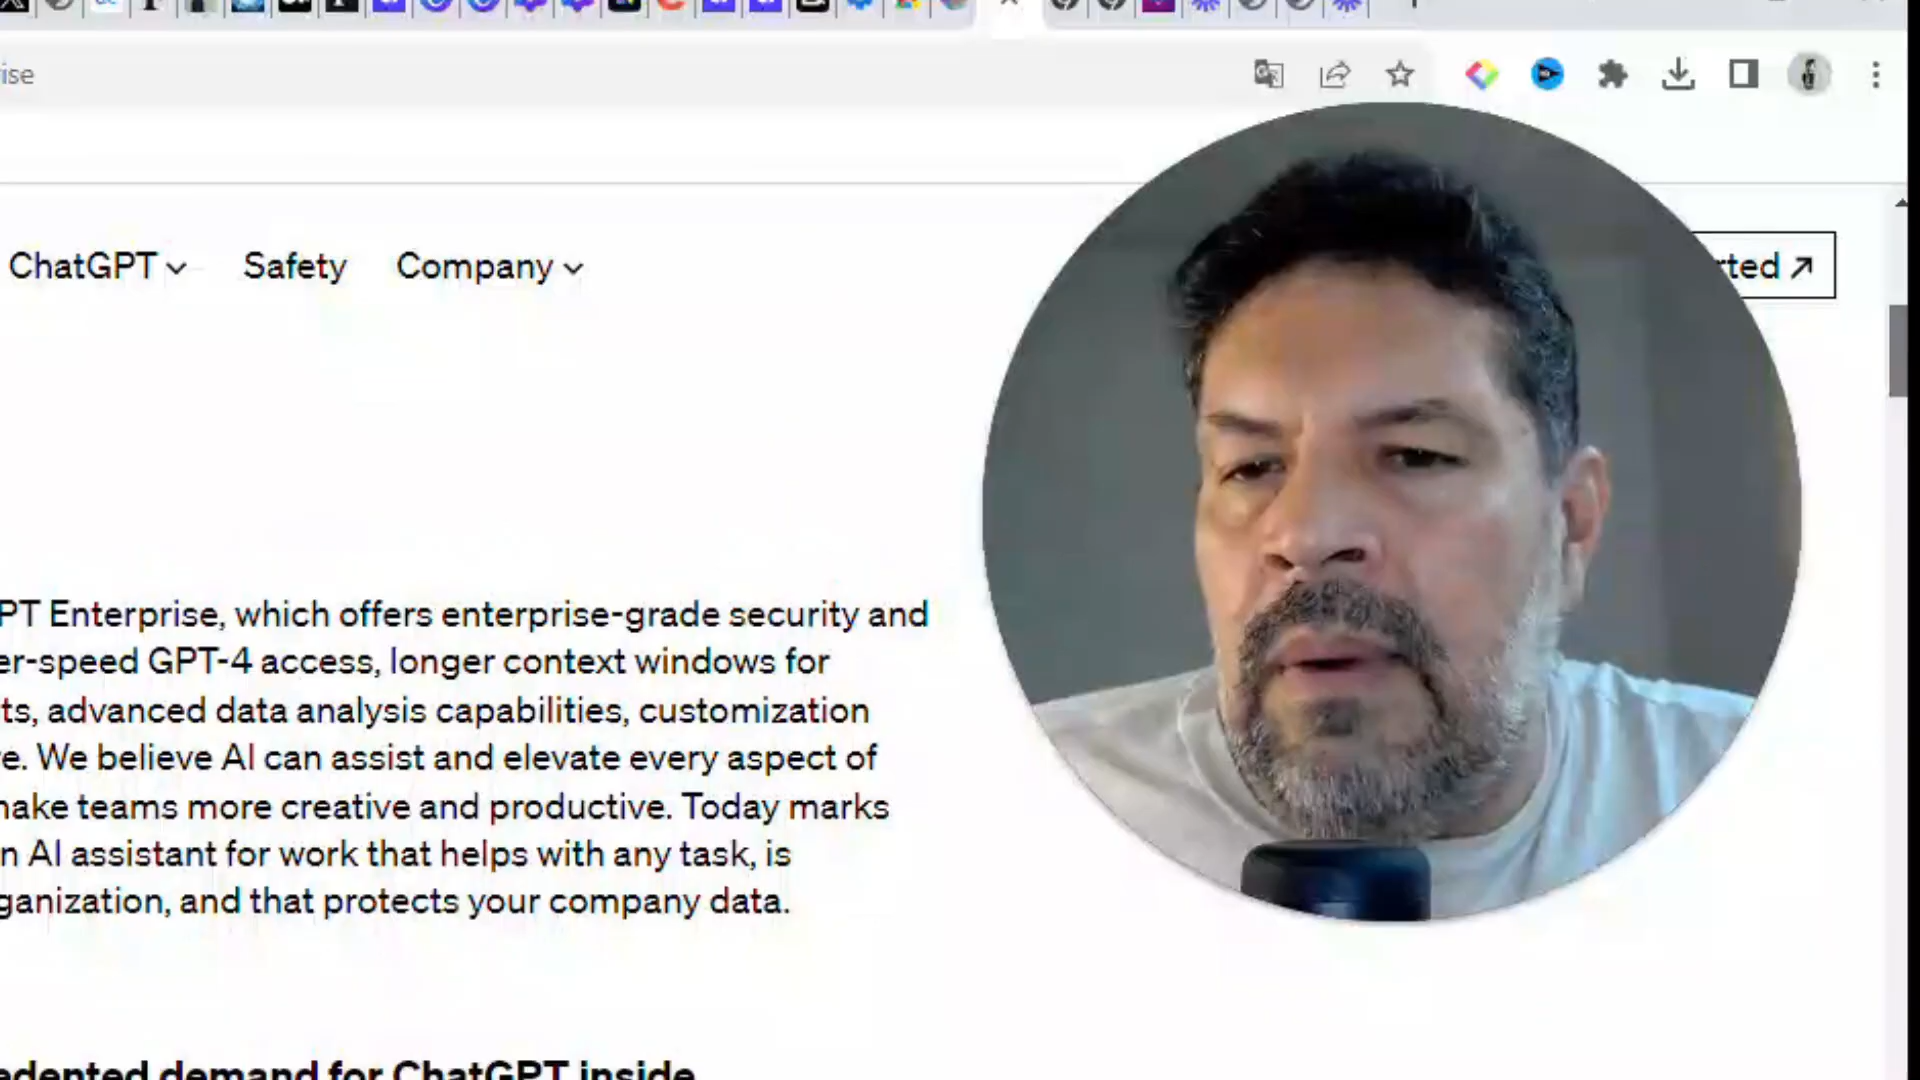 ise
ChatGPT Safety Company
rted
PT Enterprise, which offers enterprise-grade security and
er-speed GPT-4 access, longer context windows for
ts, advanced data analysis capabilities, customization
e. We believe AI can assist and elevate every aspect of
make teams more creative and productive. Today marks
n AI assistant for work that helps with any task, is
ganization, and that protects your company data.
edented demand for ChatGPT inside